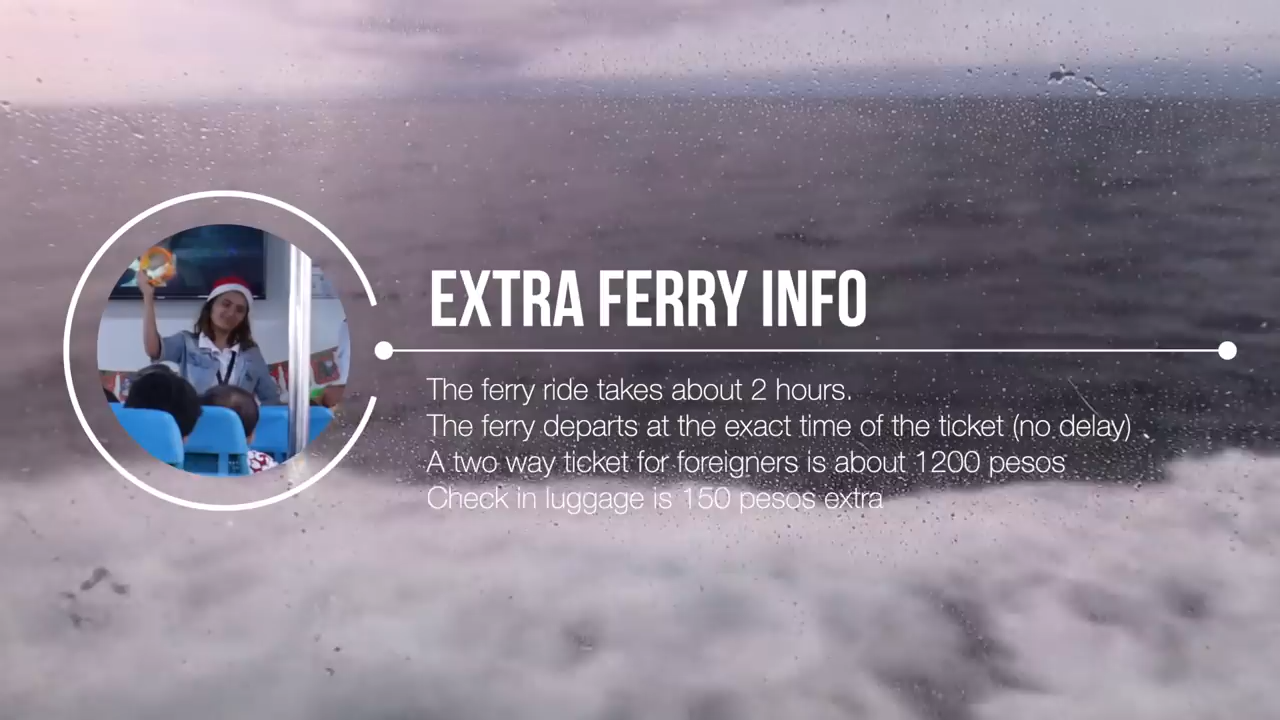 EXTRA FERRY INFO
The ferry ride takes about 2 hours.
The ferry departs at the exact time of the ticket (no delay)
A two way ticket for foreigners is about 1200 pesos
Check in luggage is 150 pesos extra